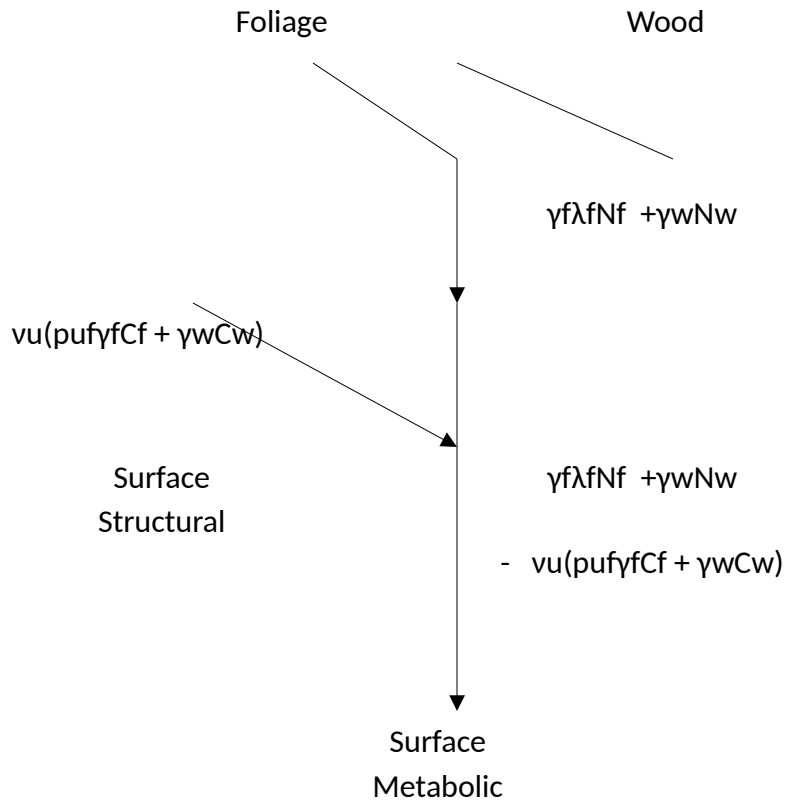 Foliage
Wood
γfλfNf  +γwNw
νu(pufγfCf + γwCw)
Surface
Structural
γfλfNf  +γwNw
-   νu(pufγfCf + γwCw)
Surface
Metabolic